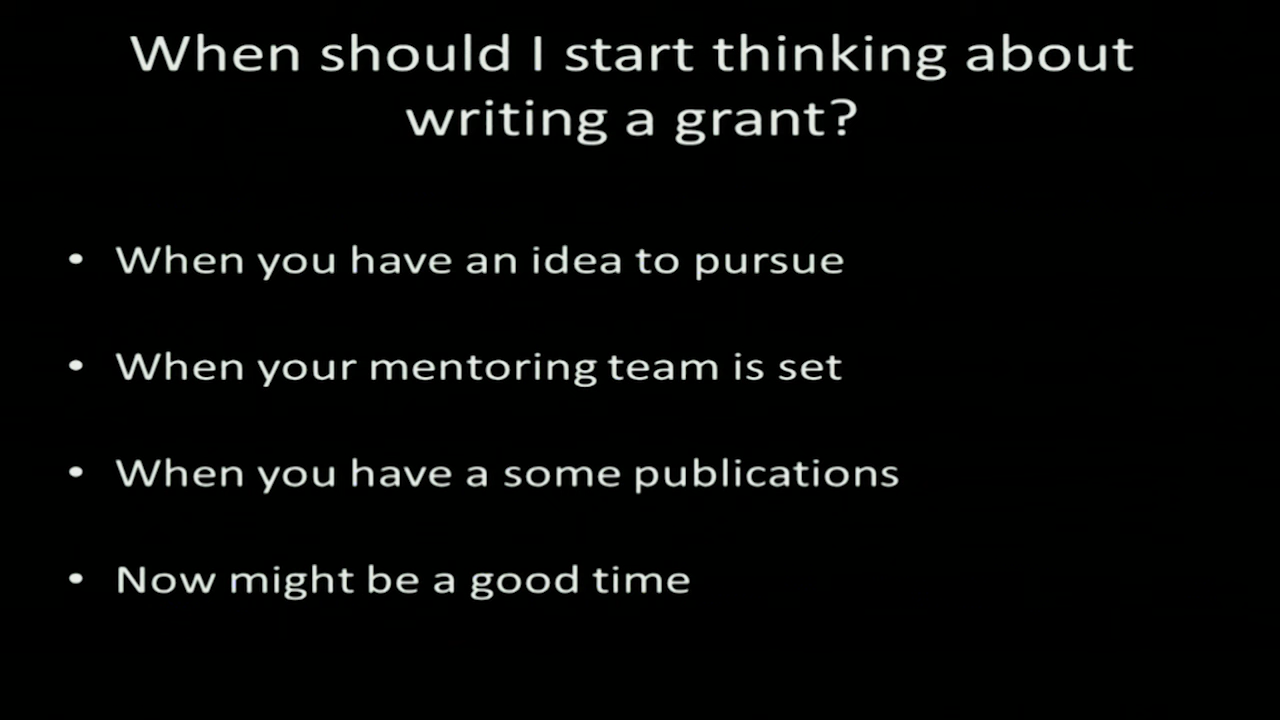 When should I start thinking about
writing a grant?
• When you have an idea to pursue
• When your mentoring team is set
• When you have a some publications
• Now might be a good time